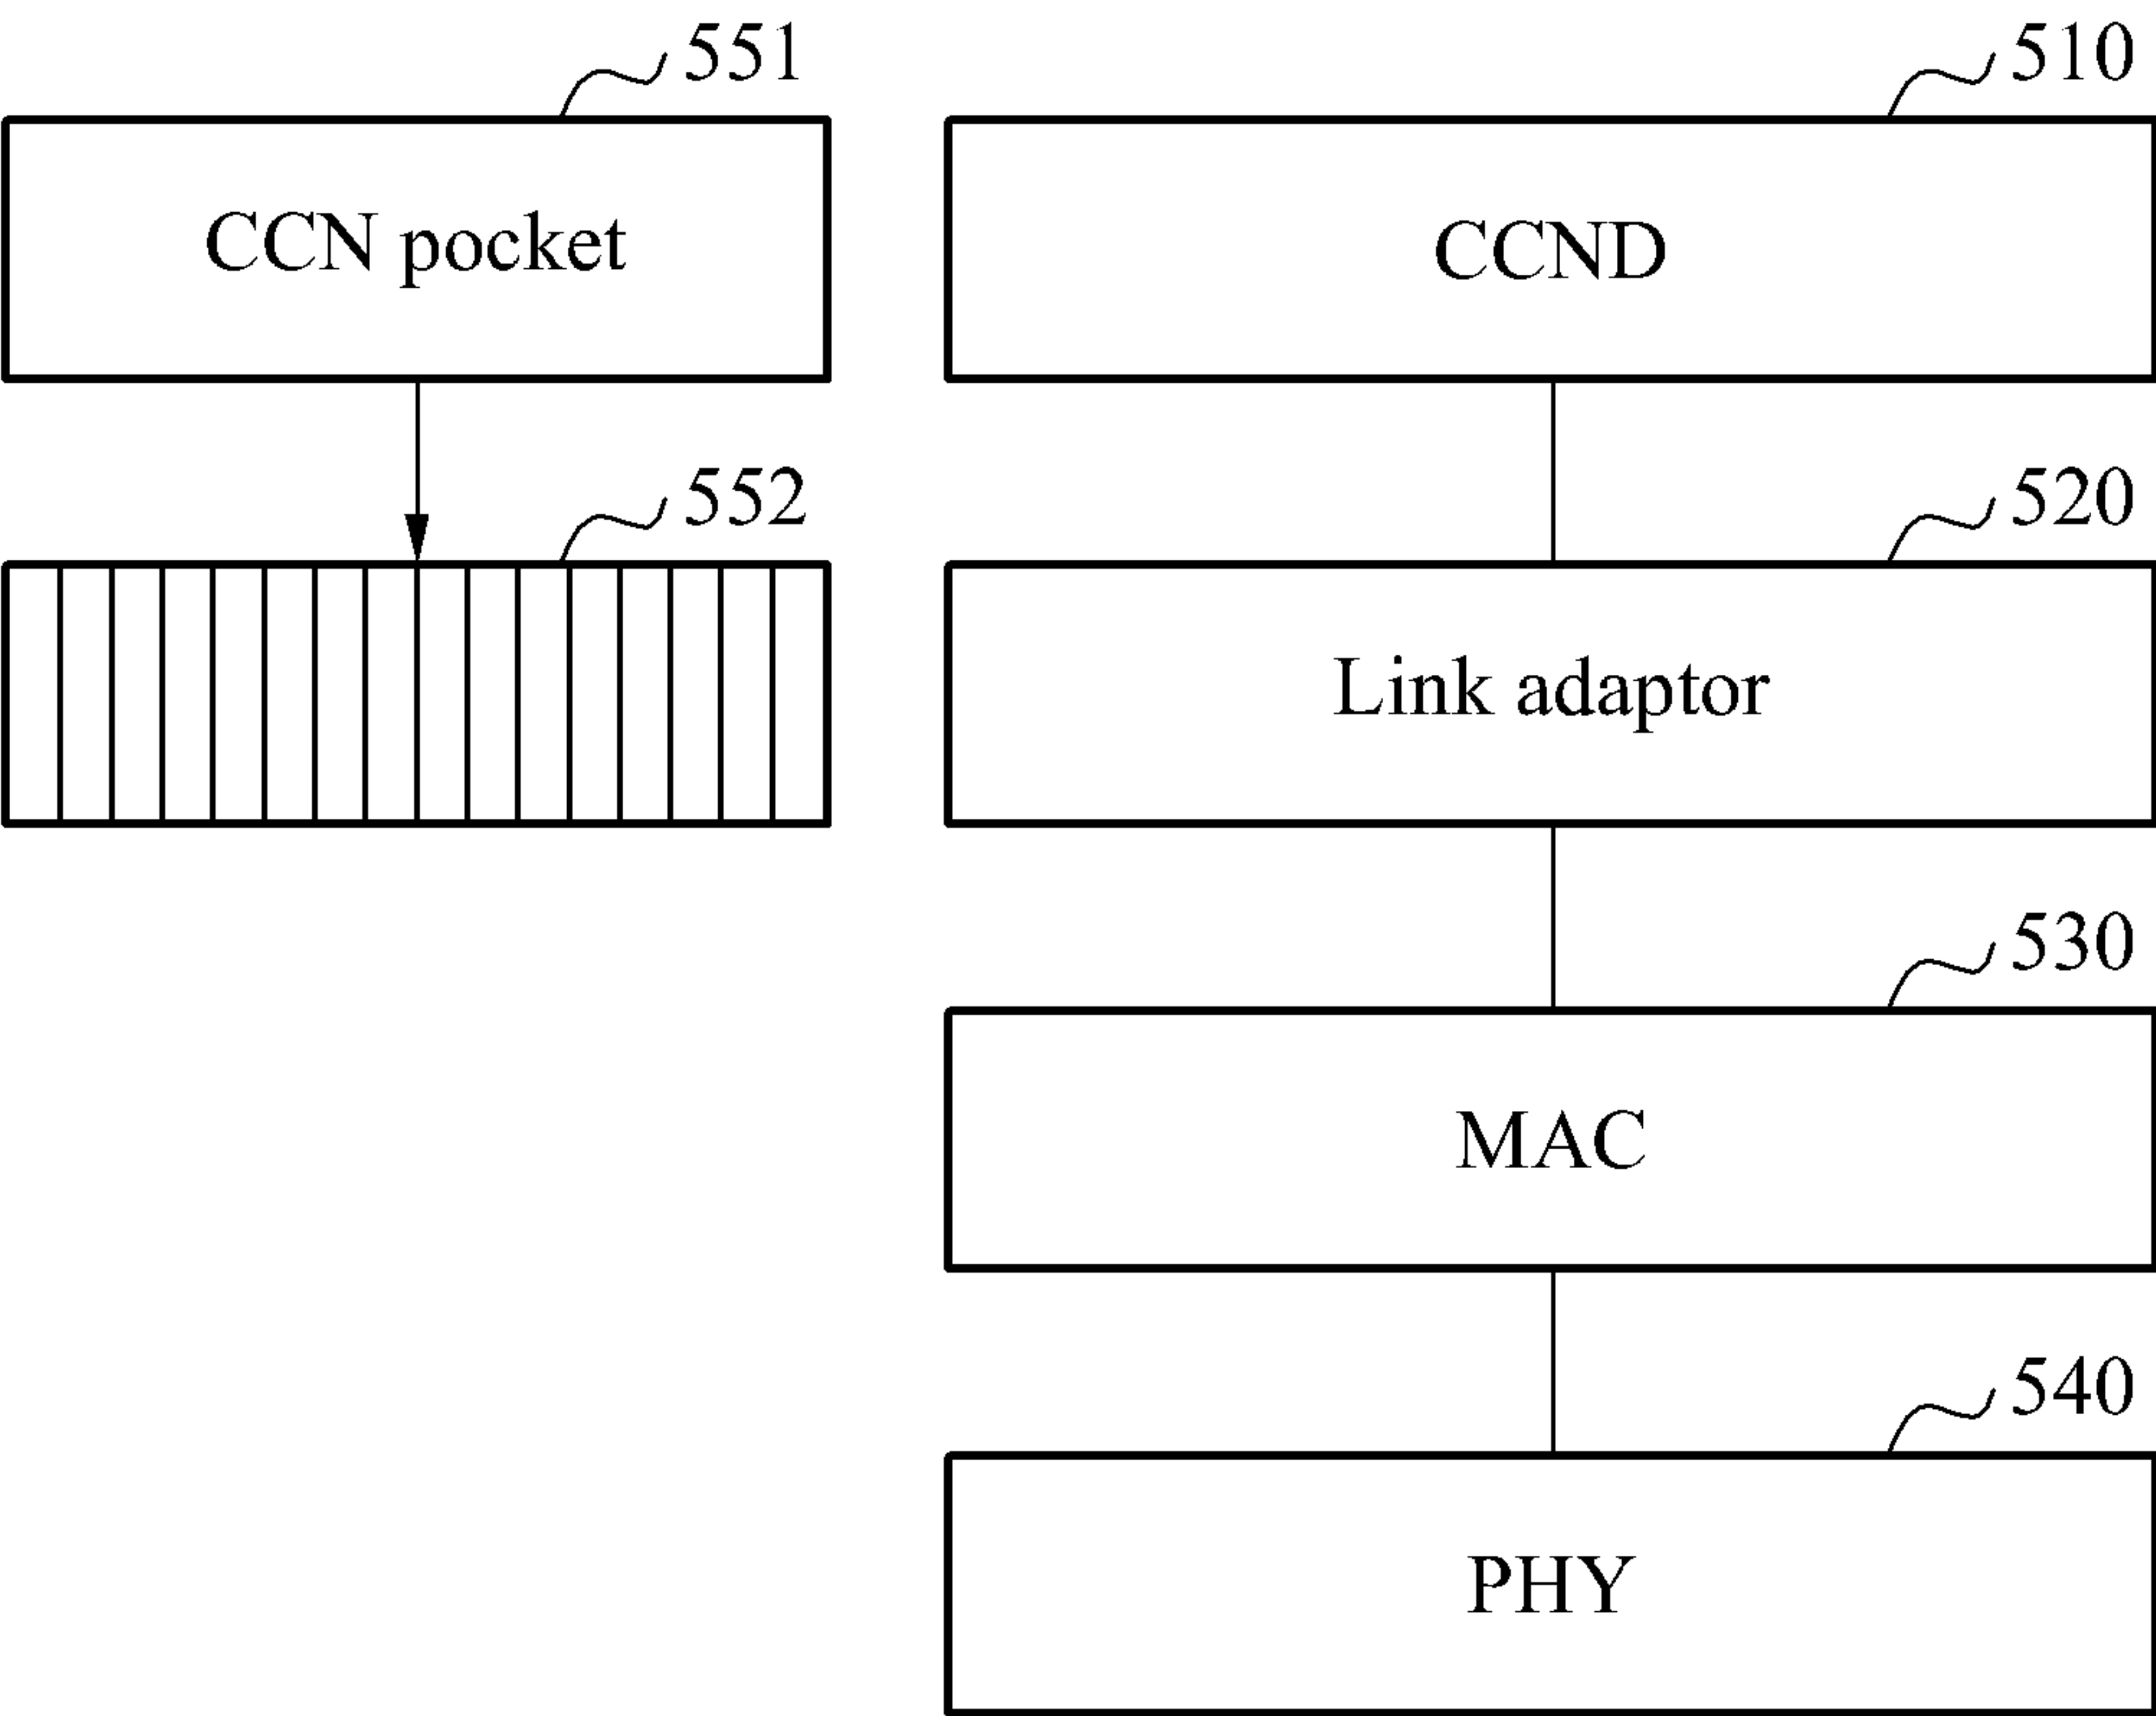 551
510
CCN pocket
CCND
552
520
Link adaptor
530
MAC
540
PHY